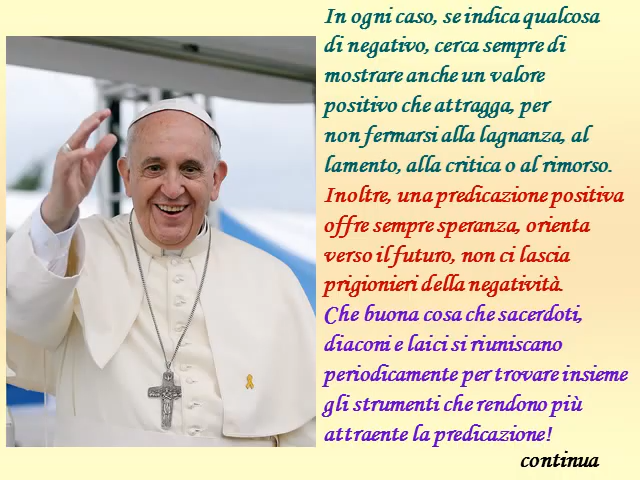 In ogni caso, se indica qualcosa
di negativo, cerca sempre di
mostrare anche un valore
positivo che attragga, per
non fermarsi alla lagnanza, al
lamento, alla critica o al rimorso.
Inoltre, una predicazione positiva
offre sempre speranza, orienta
verso il futuro, non ci lascia
prigionieri della negatività.
Che buona cosa che sacerdoti,
diaconi e laici si riuniscano
periodicamente per trovare insieme
gli strumenti che rendono più
attraente la predicazione!
continua